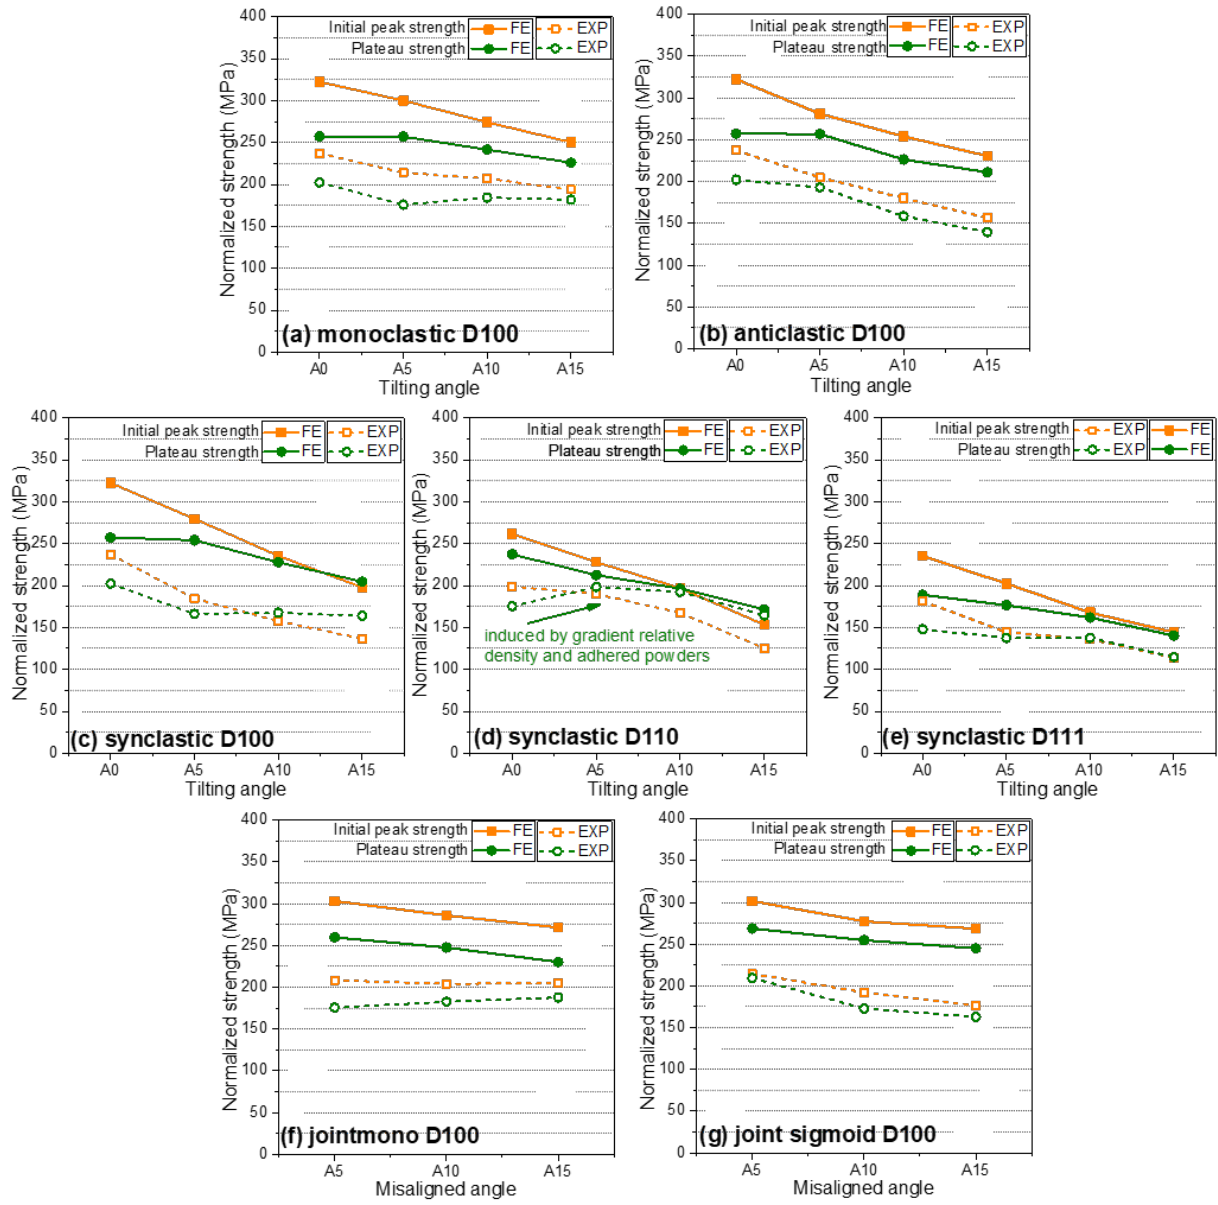 Initial peak strength FE EXP
Plateau strength FE EXP
Normalized strength (MPa)
400
350
300
250
200
150
100
50
0
(a) monoclastic D100
A0 A5 A10 A15
Tilting angle
Initial peak strength FE EXP
Plateau strength FE EXP
Normalized strength (MPa)
400
350
300
250
200
150
100
50
0
(b) anticlastic D100
A0 A5 A10 A15
Tilting angle
Initial peak strength FE EXP
Plateau strength FE EXP
Normalized strength (MPa)
400
350
300
250
200
150
100
50
0
(c) synclastic D100
A0 A5 A10 A15
Tilting angle
Initial peak strength FE EXP
Plateau strength FE EXP
Normalized strength (MPa)
400
350
300
250
200
150
100
50
0
induced by gradient relative
density and adhered powders
(d) synclastic D110
A0 A5 A10 A15
Tilting angle
Initial peak strength EXP FE
Plateau strength EXP FE
Normalized strength (MPa)
400
350
300
250
200
150
100
50
0
(e) synclastic D111
A0 A5 A10 A15
Tilting angle
Initial peak strength FE EXP
Plateau strength FE EXP
Normalized strength (MPa)
400
350
300
250
200
150
100
50
0
(f) jointmono D100
A5 A10 A15
Misaligned angle
Initial peak strength FE EXP
Plateau strength FE EXP
Normalized strength (MPa)
400
350
300
250
200
150
100
50
0
(g) joint sigmoid D100
A5 A10 A15
Misaligned angle